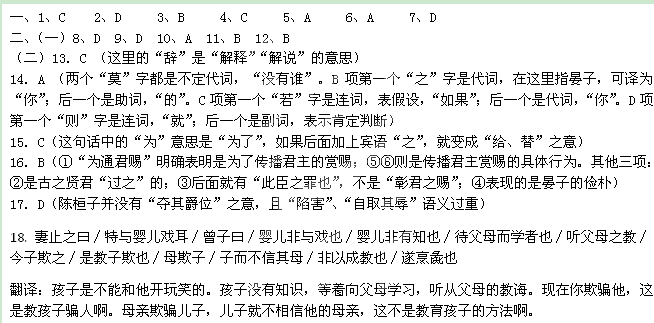 一、1、C 2、D 3、B 4、C 5、A 6、A 7、D
二、(一)8、D 9、D 10、A 11、B 12、B
（二）13. C （这里的“辞”是“解释”“解说”的意思）
14. A （两个“莫”字都是不定代词，“没有谁”。B 项第一个“之”字是代词，在这里指晏子，可译为
“你”；后一个是助词，“的”。C项第一个“若”字是连词，表假设，“如果”；后一个是代词，“你”。D项
第一个“则”字是连词，“就”；后一个是副词，表示肯定判断）
15. C（这句话中的“为”意思是“为了”，如果后面加上宾语“之”，就变成“给、替”之意）
16. B（①“为通君赐”明确表明是为了传播君主的赏赐；⑤⑥则是传播君主赏赐的具体行为。其他三项：
②是古之贤君“过之”的；③后面就有“此臣之罪也”，不是“彰君之赐”；④表现的是晏子的俭朴）
17. D（陈桓子并没有“夺其爵位”之意，且“陷害”、“自取其辱”语义过重）
18. 妻止之曰/特与婴儿戏耳/曾子曰/婴儿非与戏也/婴儿非有知也/待父母而学者也/听父母之教/
今子欺之/是教子欺也/母欺子/子而不信其母/非以成教也/遂烹彘也
翻译：孩子是不能和他开玩笑的。孩子没有知识，等着向父母学习，听从父母的教诲。现在你欺骗他，这
是教孩子骗人啊。母亲欺骗儿子，儿子就不相信他的母亲，这不是教育孩子的方法啊。